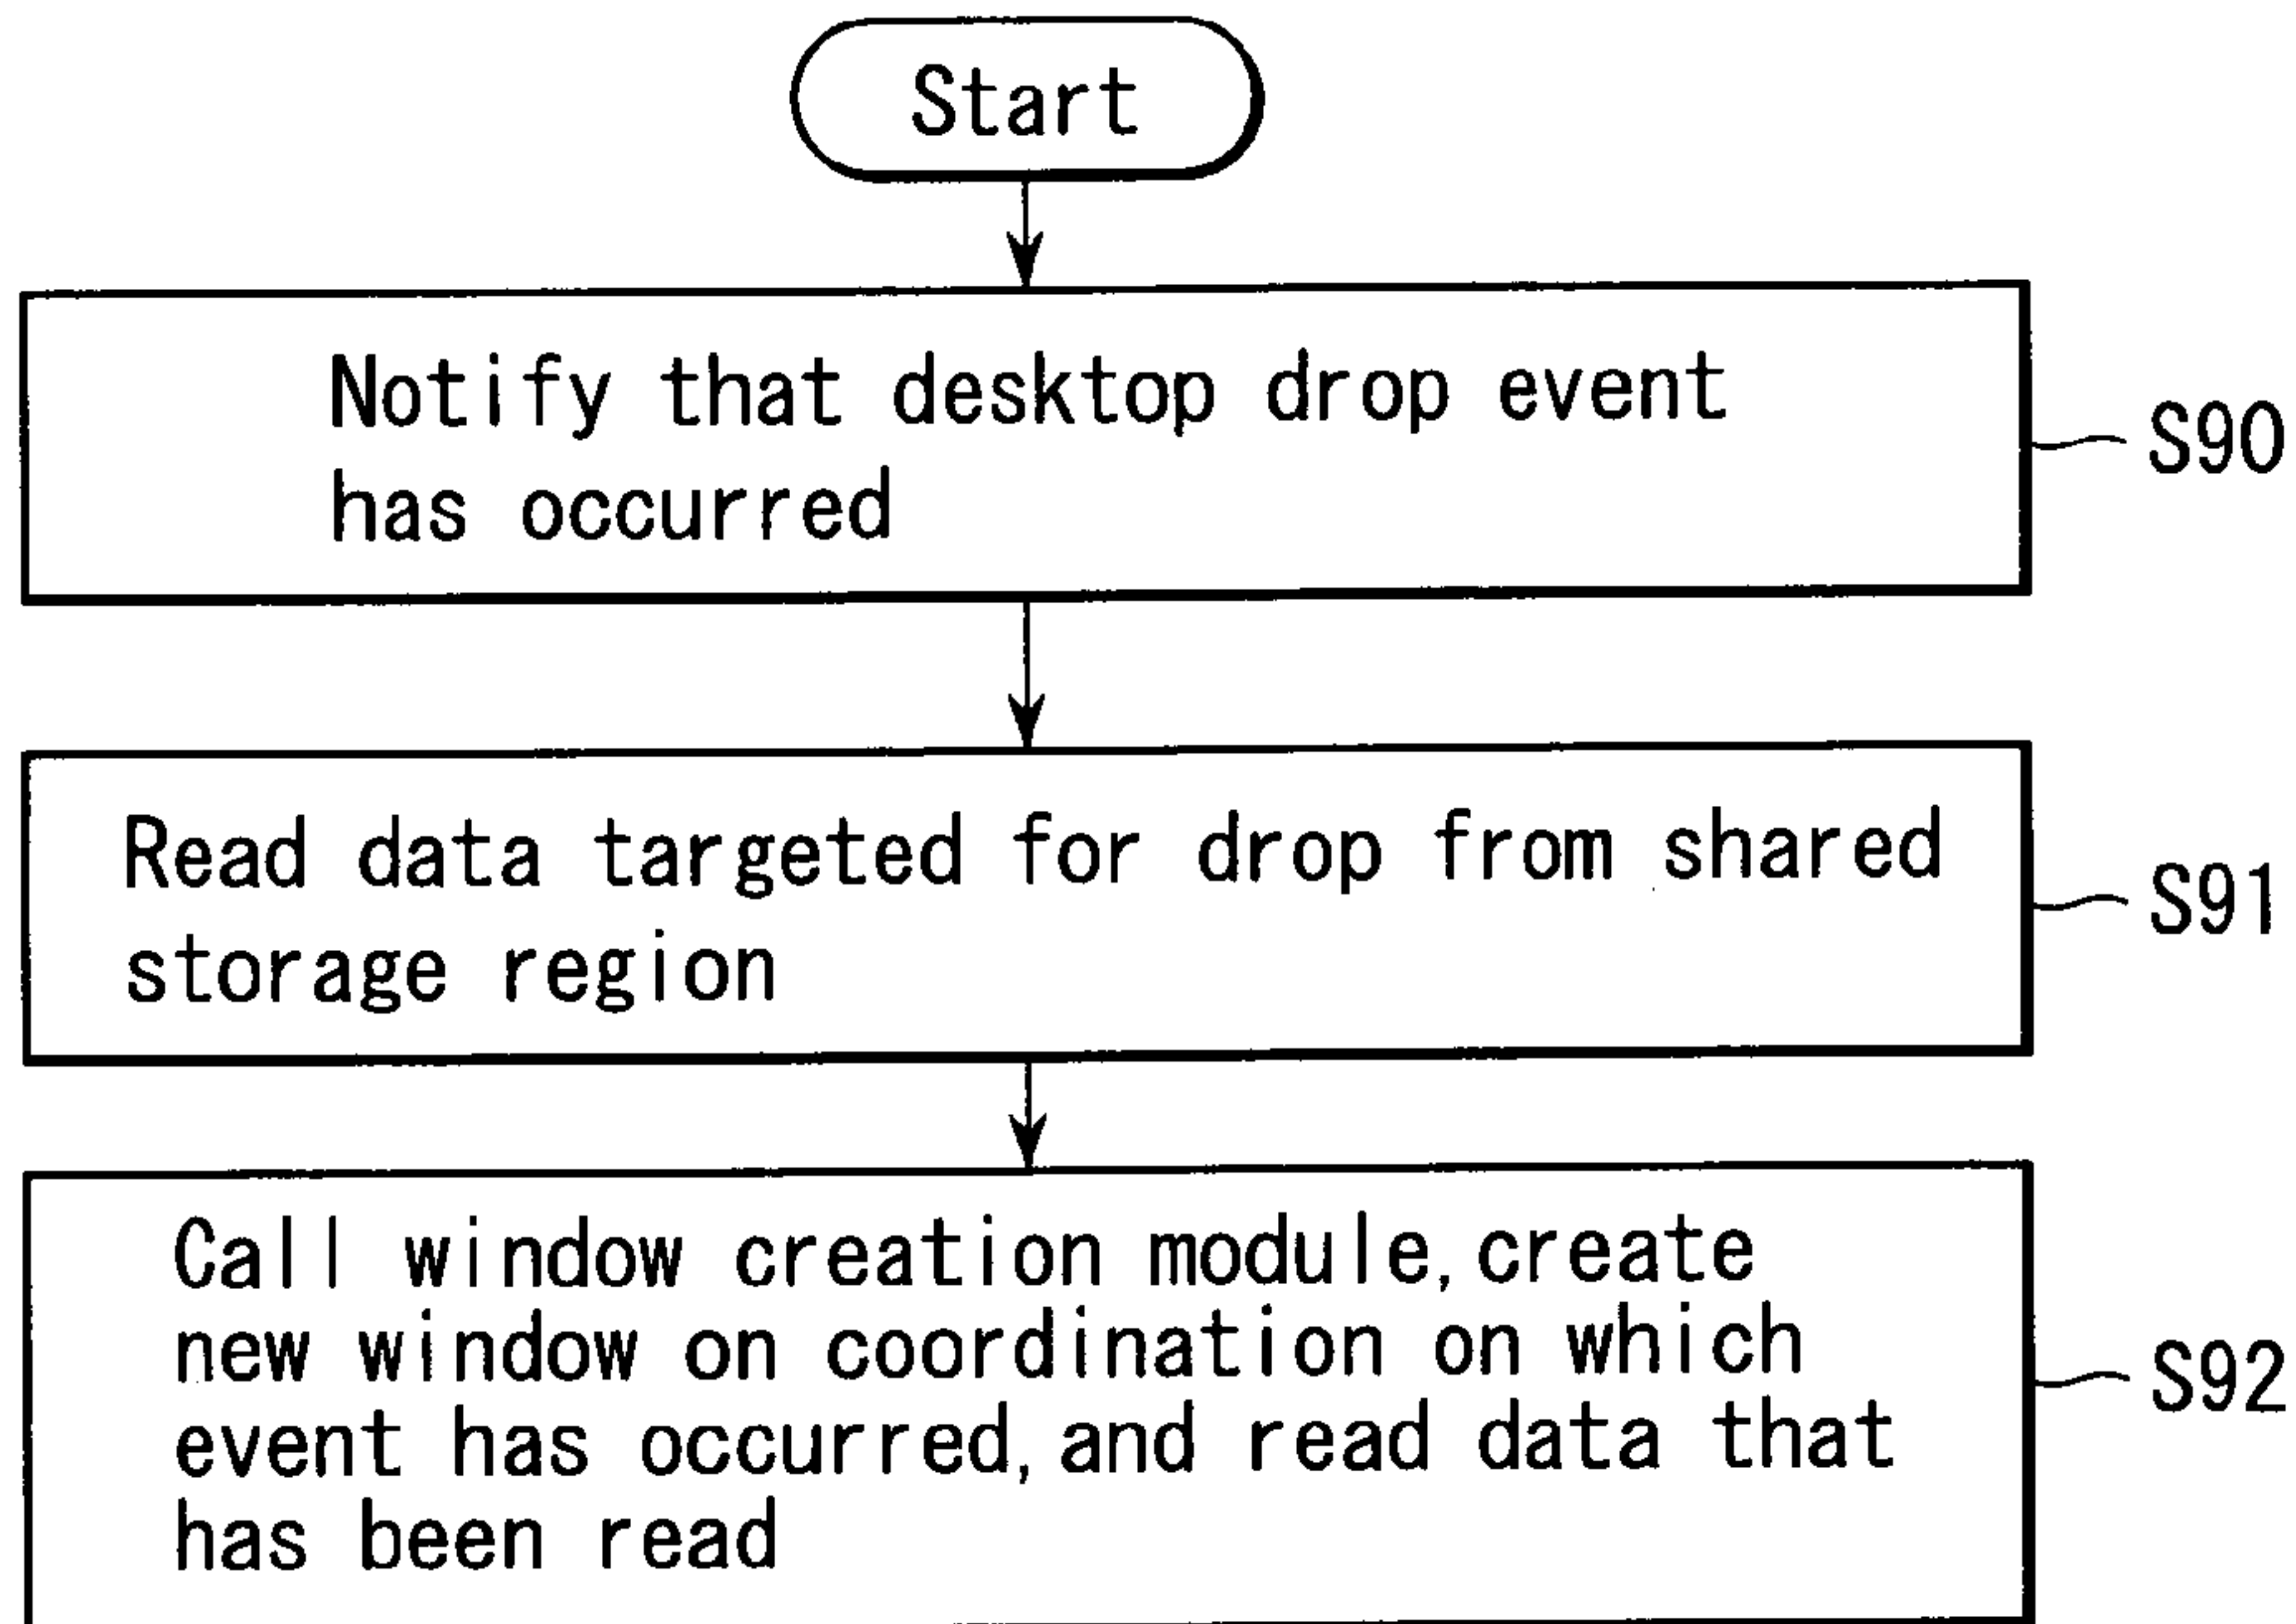 Start
Notify that desktop drop event
has occurred
S90
Read data targeted for drop from shared
storage region
S91
Call window creation module, create
new window on coordination on which
event has occurred, and read data that
has been read
S92